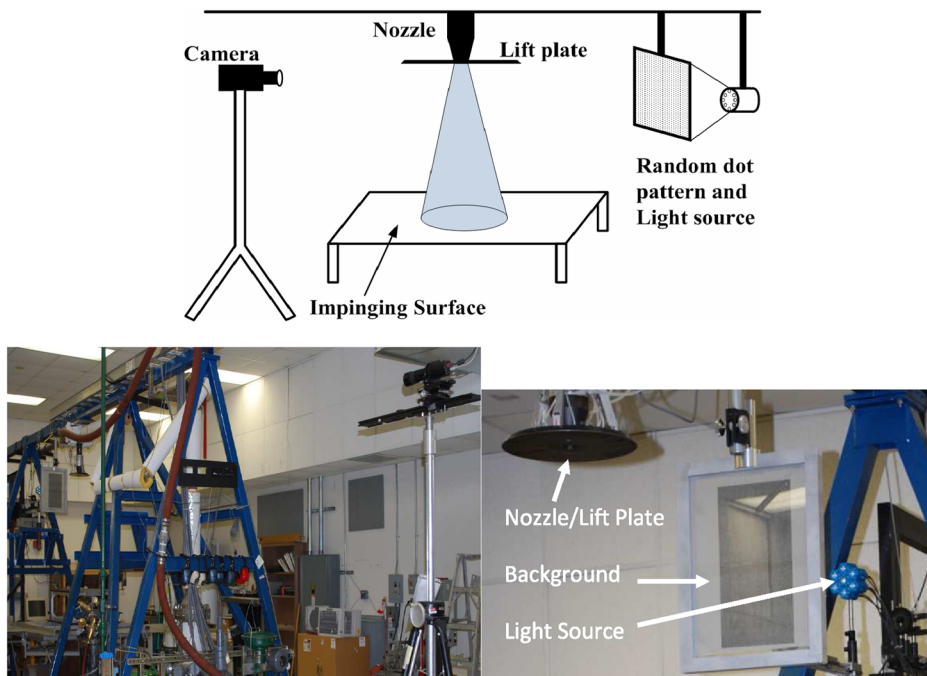 Nozzle
Camera
Lift plate
Random dot
pattern and
Light source
Impinging Surface
Nozzle/Lift Plate
Background
Light Source